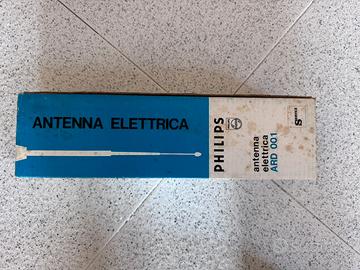 ANTENNA ELETTRICA
PHILIPS
antenna
elettrica
ARD 001